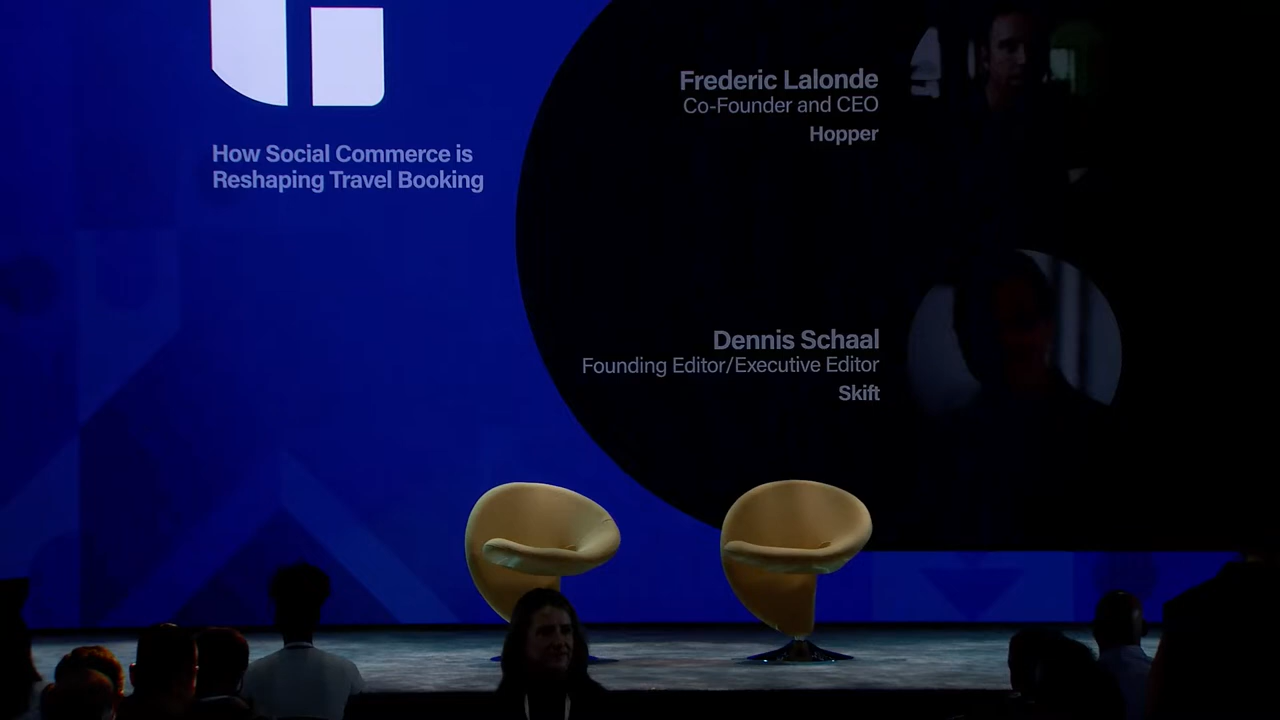 How Social Commerce is
Reshaping Travel Booking
Frederic Lalonde
Co-Founder and CEO
Hopper
Dennis Schaal
Founding Editor/Executive Editor
Skift